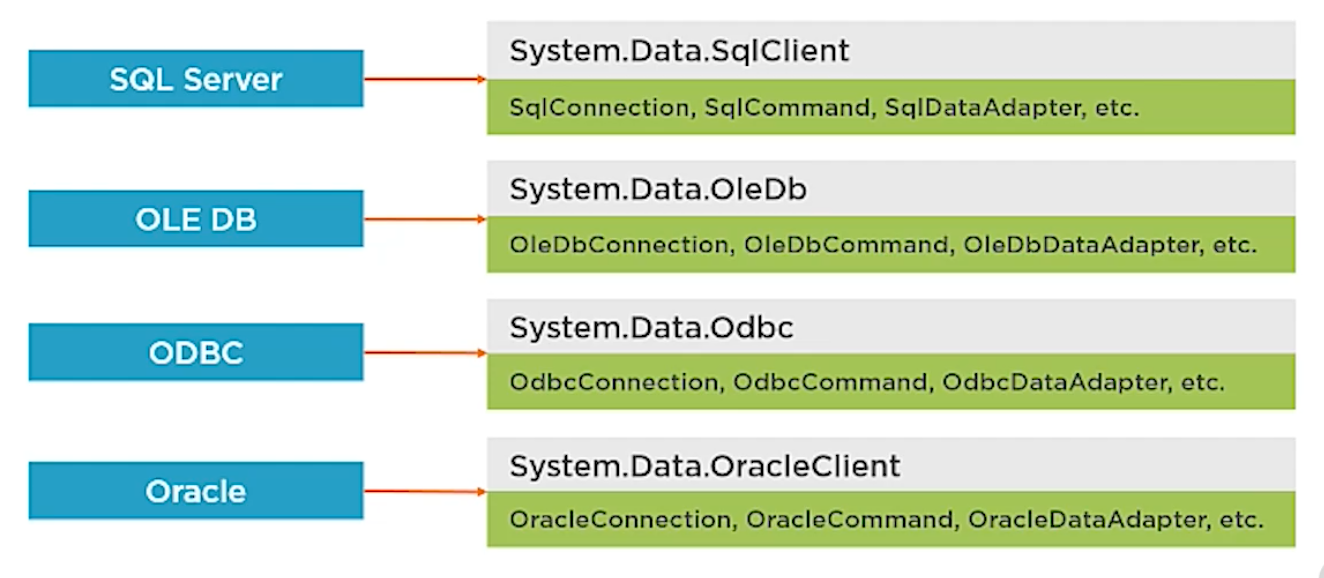 SQL Server
System.Data.SqlClient
SqlConnection, SqlCommand, SqlDataAdapter, etc.
OLE DB
System.Data.OleDb
OleDbConnection, OleDbCommand, OleDbDataAdapter, etc.
ODBC
System.Data.Odbc
OdbcConnection, OdbcCommand, OdbcDataAdapter, etc.
Oracle
System.Data.OracleClient
OracleConnection, OracleCommand, OracleDataAdapter, etc.